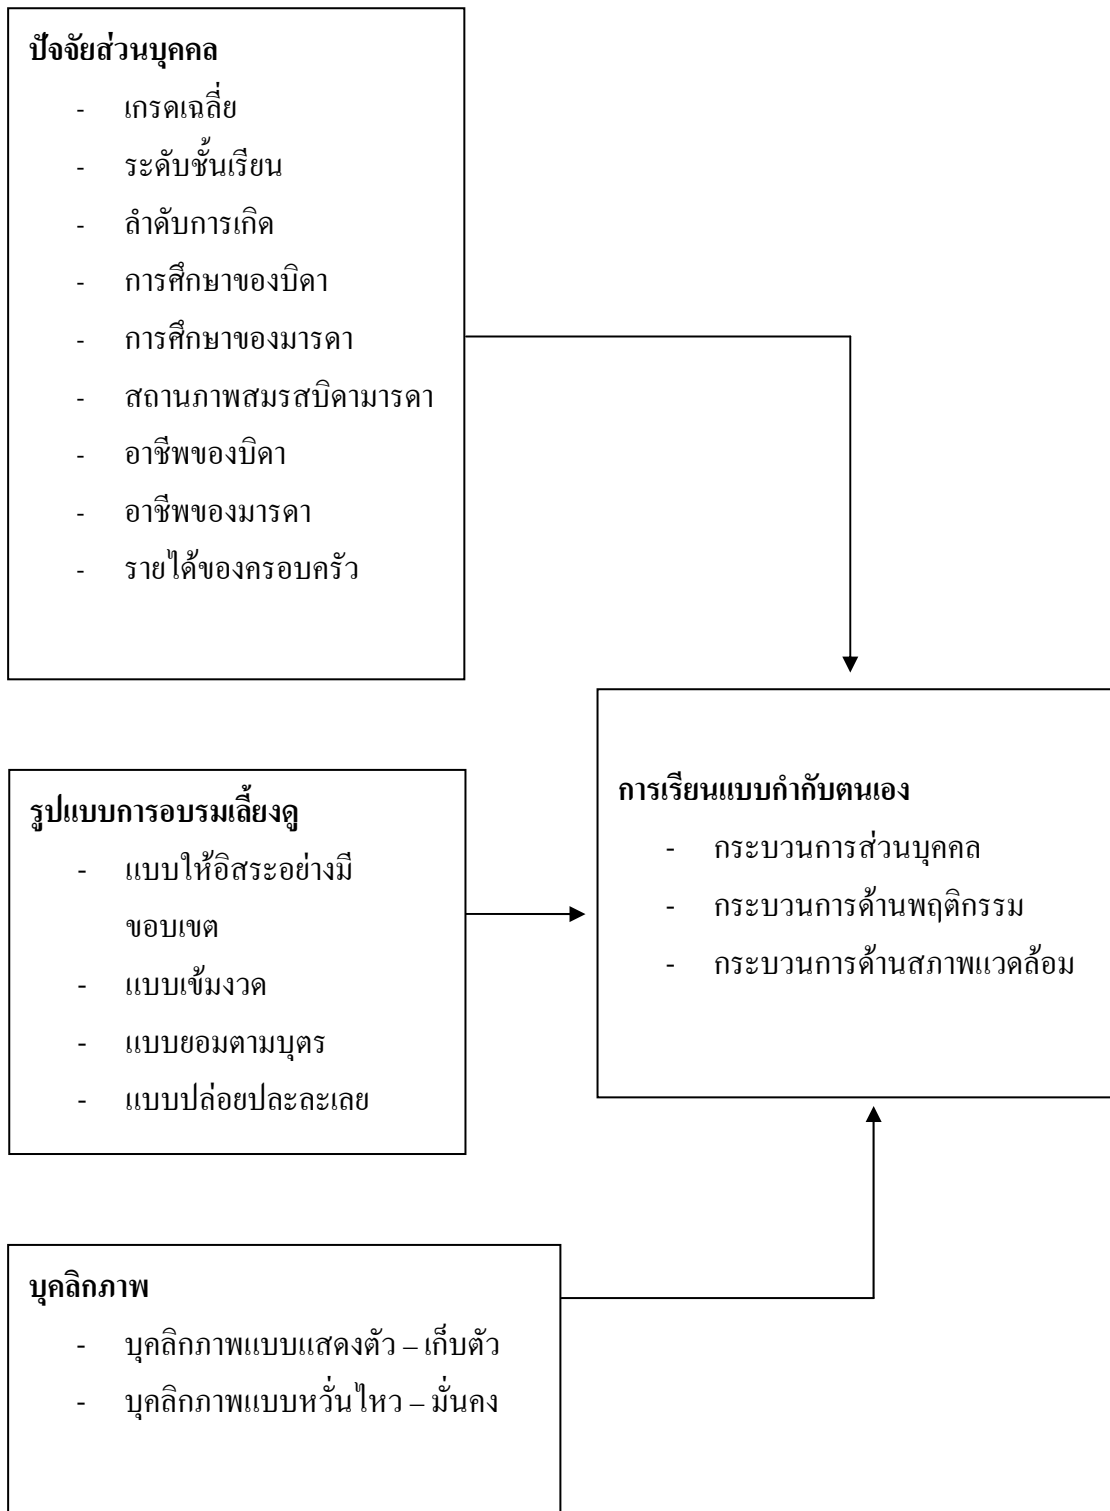 ปัจจัยส่วนบุคคล
- เกรดเฉลี่ย
- ระดับชั้นเรียน
- ลำดับการเกิด
- การศึกษาของบิดา
- การศึกษาของมารดา
- สถานภาพสมรสบิดามารดา
- อาชีพของบิดา
- อาชีพของมารดา
- รายได้ของครอบครัว
รูปแบบการอบรมเลี้ยงดู
- แบบให้อิสระอย่างมี
ขอบเขต
- แบบเข้มงวด
- แบบยอมตามบุตร
- แบบปล่อยปละละเลย
การเรียนแบบกำกับตนเอง
- กระบวนการส่วนบุคคล
- กระบวนการด้านพฤติกรรม
- กระบวนการด้านสภาพแวดล้อม
บุคลิกภาพ
- บุคลิกภาพแบบแสดงตัว – เก็บตัว
- บุคลิกภาพแบบหวั่นไหว – มั่นคง